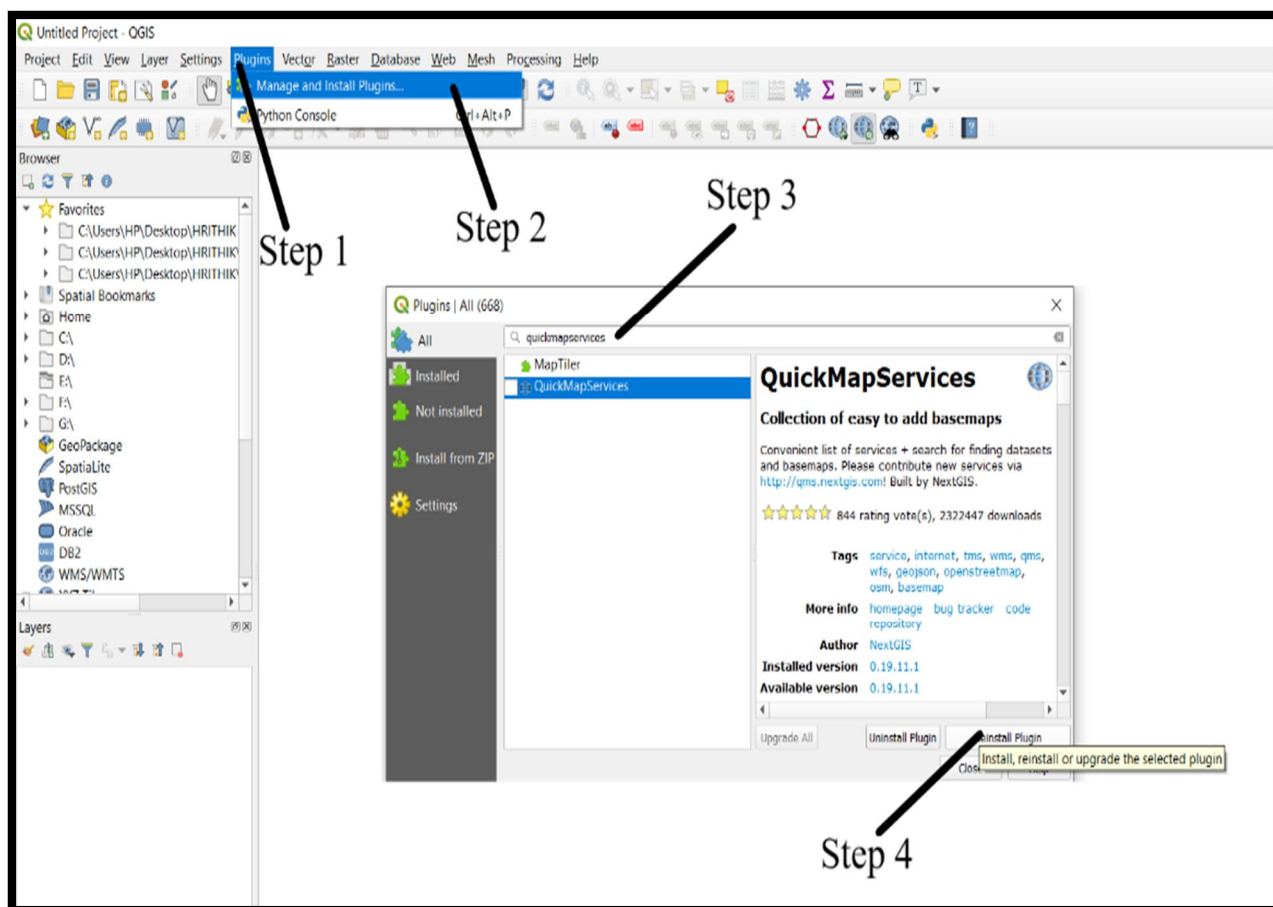 Untitled Project - QGIS
Project Edit View Layer Settings Plugins Vector Raster Database Web Mesh Processing Help
Manage and Install Plugins...
Python Console Ctrl+Alt+P
Browser
Favorites
C:\Users\HP\Desktop\HRITHIK
C:\Users\HP\Desktop\HRITHIK\
C:\Users\HP\Desktop\HRITHIK\
Spatial Bookmarks
Home
C:\
D:\
E:\
F:\
G:\
GeoPackage
SpatiaLite
PostGIS
MSSQL
Oracle
DB2
WMS/WMTS
Layers
Step 1
Step 2
Step 3
Plugins | All (668)
All
Installed
Not installed
Install from ZIP
Settings
quickmapservices
MapTiler
QuickMapServices
QuickMapServices
Collection of easy to add basemaps
Convenient list of services + search for finding datasets
and basemaps. Please contribute new services via
http://qms.nextgis.com! Built by NextGIS.
844 rating vote(s), 2322447 downloads
Tags service, internet, tms, wms, qms,
wfs, geojson, openstreetmap,
osm, basemap
More info homepage bug tracker code
repository
Author NextGIS
Installed version 0.19.11.1
Available version 0.19.11.1
Upgrade All Uninstall Plugin Reinstall Plugin
Install, reinstall or upgrade the selected plugin
Step 4